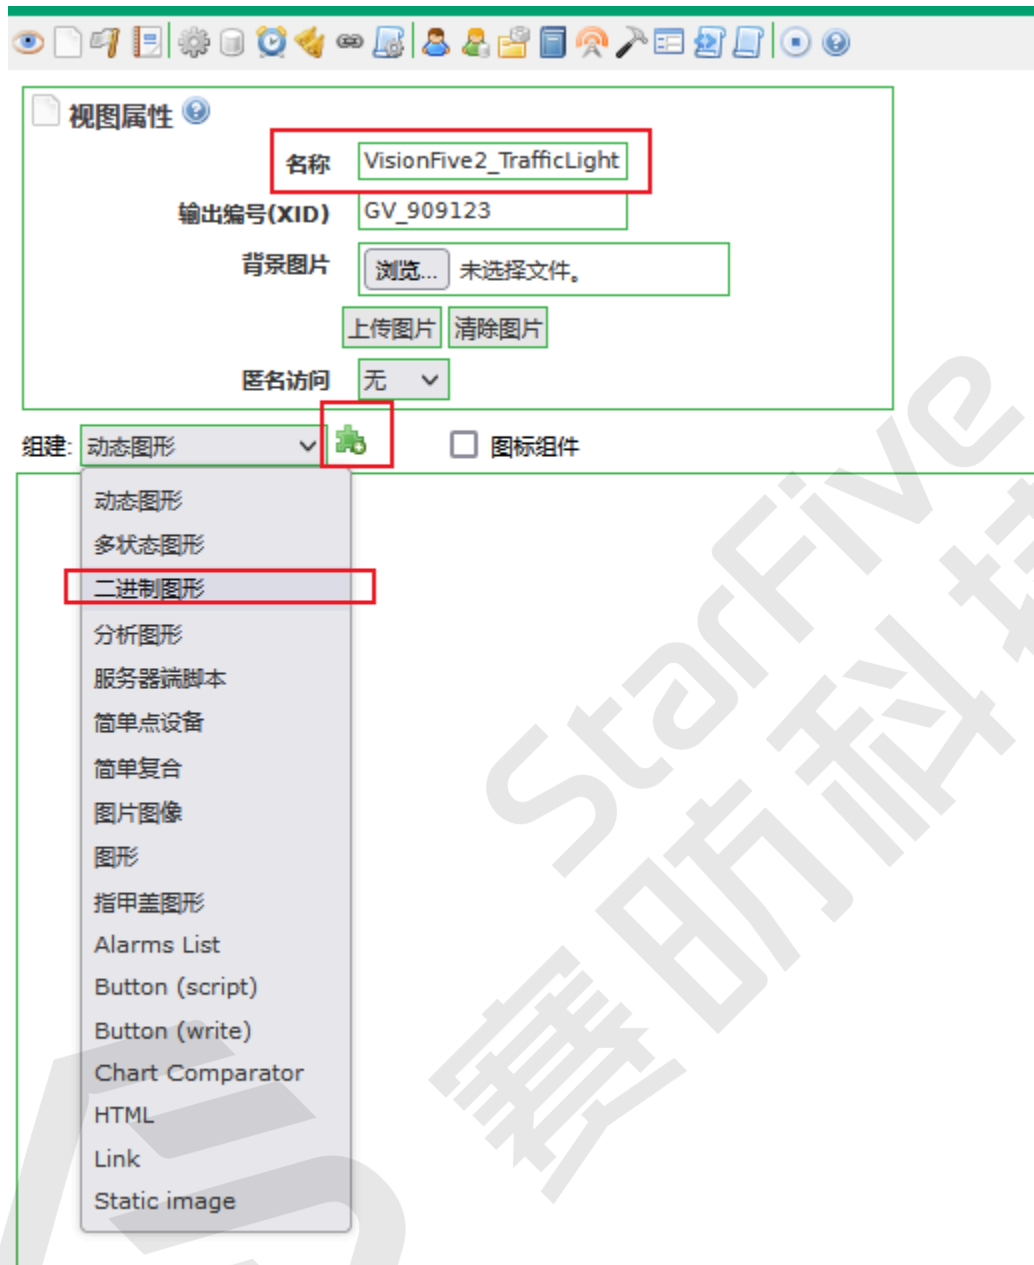 视图属性
名称 VisionFive2_TrafficLight
输出编号(XID) GV_909123
背景图片 浏览... 未选择文件。
上传图片 清除图片
匿名访问 无
组建: 动态图形 图标组件
动态图形
多状态图形
二进制图形
分析图形
服务器端脚本
简单点设备
简单复合
图片图像
图形
指甲盖图形
Alarms List
Button (script)
Button (write)
Chart Comparator
HTML
Link
Static image
StarFive
赛昉科技